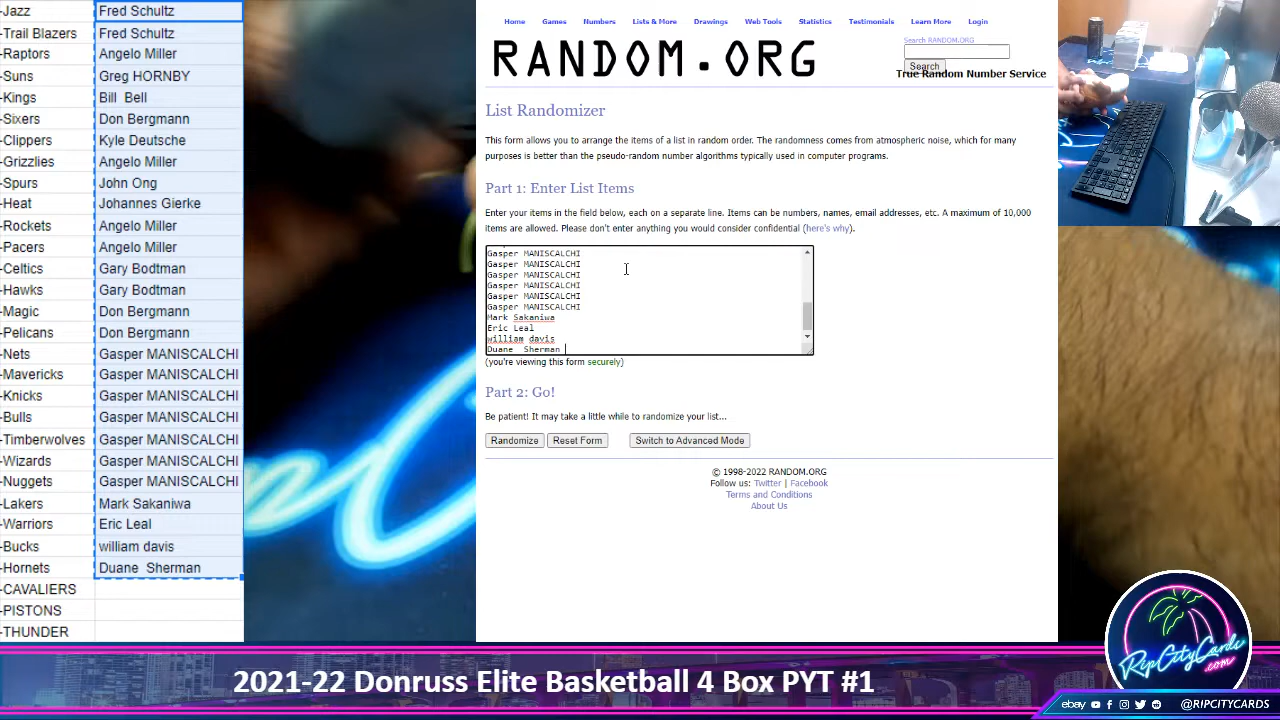 -Jazz Fred Schultz
-Trail Blazers Fred Schultz
-Raptors Angelo Miller
-Suns Greg HORNBY
-Kings Bill Bell
-Sixers Don Bergmann
-Clippers Kyle Deutsche
-Grizzlies Angelo Miller
-Spurs John Ong
-Heat Johannes Gierke
-Rockets Angelo Miller
-Pacers Angelo Miller
-Celtics Gary Bodtman
-Hawks Gary Bodtman
-Magic Don Bergmann
-Pelicans Don Bergmann
-Nets Gasper MANISCALCHI
-Mavericks Gasper MANISCALCHI
-Knicks Gasper MANISCALCHI
-Bulls Gasper MANISCALCHI
-Timberwolves Gasper MANISCALCHI
-Wizards Gasper MANISCALCHI
-Nuggets Gasper MANISCALCHI
-Lakers Mark Sakaniwa
-Warriors Eric Leal
-Bucks william davis
-Hornets Duane Sherman
-CAVALIERS
-PISTONS
-THUNDER
Home Games Numbers Lists & More Drawings Web Tools Statistics Testimonials Learn More Login
RANDOM.ORG
Search RANDOM.ORG
Search
True Random Number Service
List Randomizer
This form allows you to arrange the items of a list in random order. The randomness comes from atmospheric noise, which for many
purposes is better than the pseudo-random number algorithms typically used in computer programs.
Part 1: Enter List Items
Enter your items in the field below, each on a separate line. Items can be numbers, names, email addresses, etc. A maximum of 10,000
items are allowed. Please don't enter anything you would consider confidential (here's why).
Gasper MANISCALCHI
Gasper MANISCALCHI
Gasper MANISCALCHI
Gasper MANISCALCHI
Gasper MANISCALCHI
Gasper MANISCALCHI
Mark Sakaniwa
Eric Leal
william davis
Duane Sherman
(you're viewing this form securely)
Part 2: Go!
Be patient! It may take a little while to randomize your list...
Randomize Reset Form Switch to Advanced Mode
© 1998-2022 RANDOM.ORG
Follow us: Twitter | Facebook
Terms and Conditions
About Us
RipCityCards
.com
2021-22 Donruss Elite Basketball 4 Box PYT #1
ebay @RIPCITYCARDS